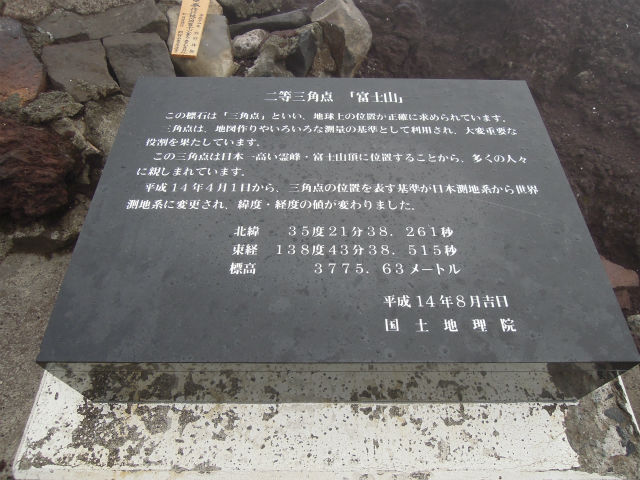 二等三角点　「富士山」
この標石は「三角点」といい、地球上の位置が正確に求められています。
三角点は、地図作りやいろいろな測量の基準として利用され、大変重要な
役割を果たしています。
この三角点は日本一高い霊峰・富士山頂に位置することから、多くの人々
に親しまれています。
平成14年4月1日から、三角点の位置を表す基準が日本測地系から世界
測地系に変更され、緯度・経度の値が変わりました。
北緯　35度21分38．261秒
東経　138度43分38．515秒
標高　3775．63メートル
平成14年8月吉日
国土地理院